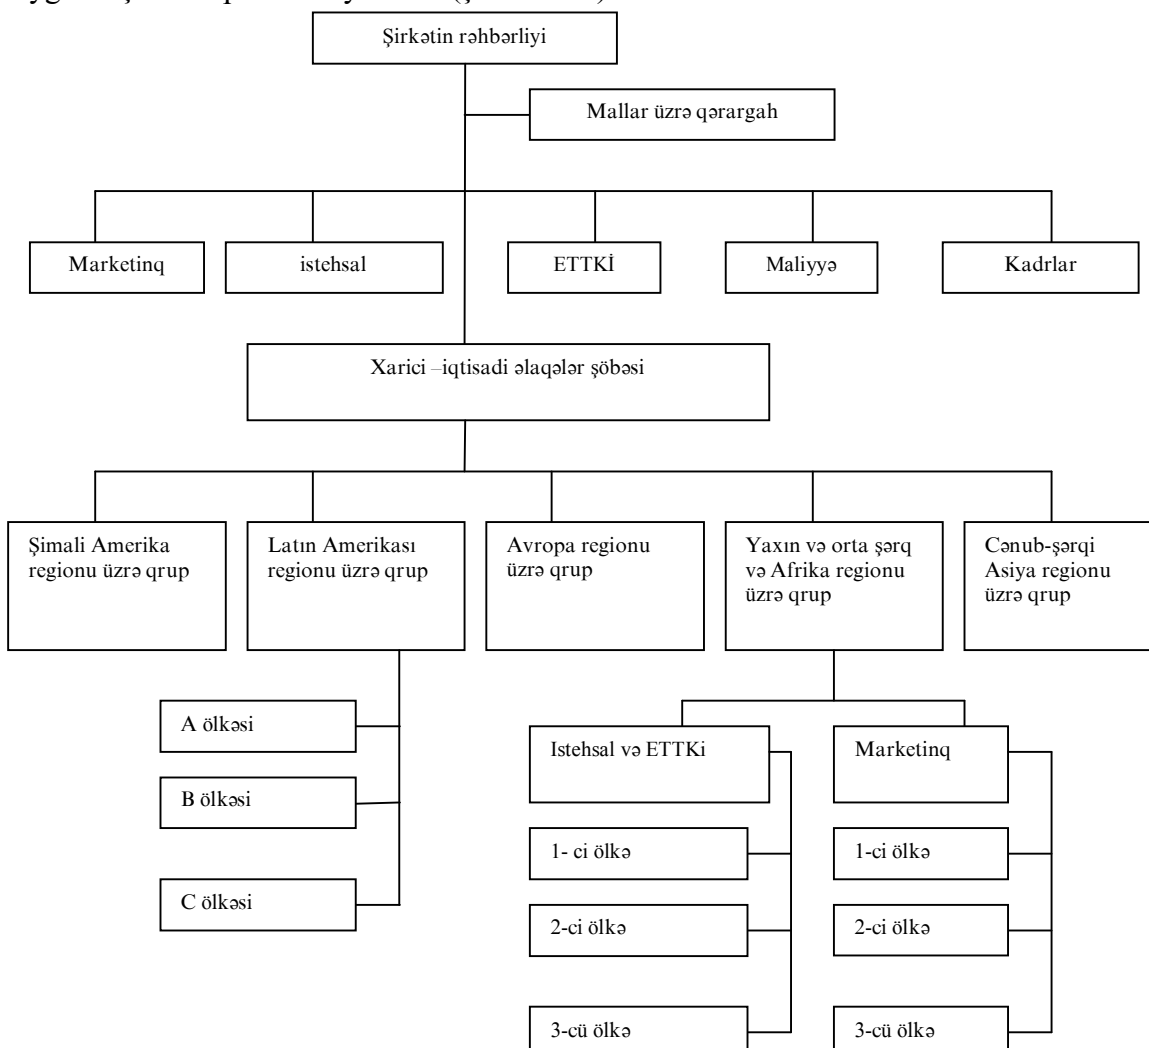 Şirkətin rəhbərliyi
Mallar üzrə qərargah
Marketinq
istehsal
ETTKİ
Maliyyə
Kadrlar
Xarici –iqtisadi əlaqələr şöbəsi
Şimali Amerika
regionu üzrə qrup
Latın Amerikası
regionu üzrə qrup
Avropa regionu
üzrə qrup
Yaxın və orta şərq
və Afrika regionu
üzrə qrup
Cənub-şərqi
Asiya regionu
üzrə qrup
A ölkəsi
B ölkəsi
C ölkəsi
Istehsal və ETTKi
1- ci ölkə
2-ci ölkə
3-cü ölkə
Marketinq
1-ci ölkə
2-ci ölkə
3-cü ölkə